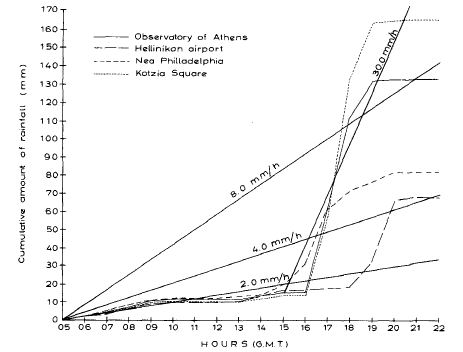 170
160
150
140
130
120
110
100
90
80
70
60
50
40
30
20
10
0
Cumulative amount of rainfall (mm)
Observatory of Athens
Hellinikan airport
Nea Philladelphia
Kotzia Square
30.0 mm/h
8.0 mm/h
4.0 mm/h
2.0 mm/h
05 06 07 08 09 10 11 12 13 14 15 16 17 18 19 20 21 22
HOURS (G.M.T.)